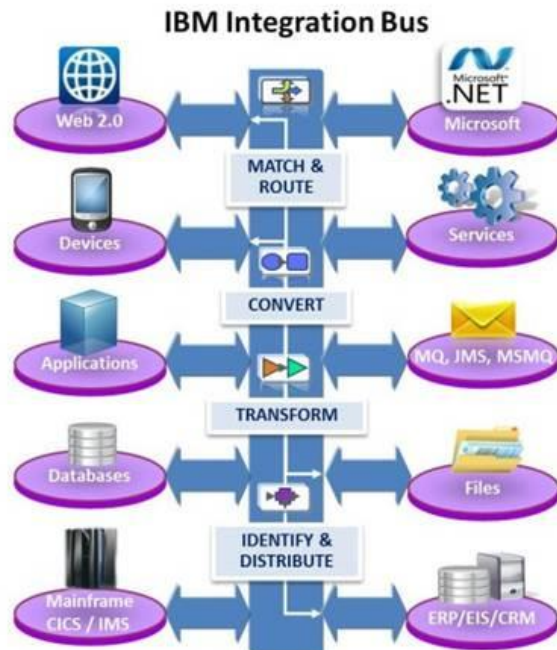 IBM Integration Bus
Microsoft®
.NET
Web 2.0
Microsoft
MATCH &
ROUTE
Devices
Services
CONVERT
Applications
MQ, JMS, MSMQ
TRANSFORM
Databases
Files
IDENTIFY &
DISTRIBUTE
Mainframe
CICS / IMS
ERP/EIS/CRM